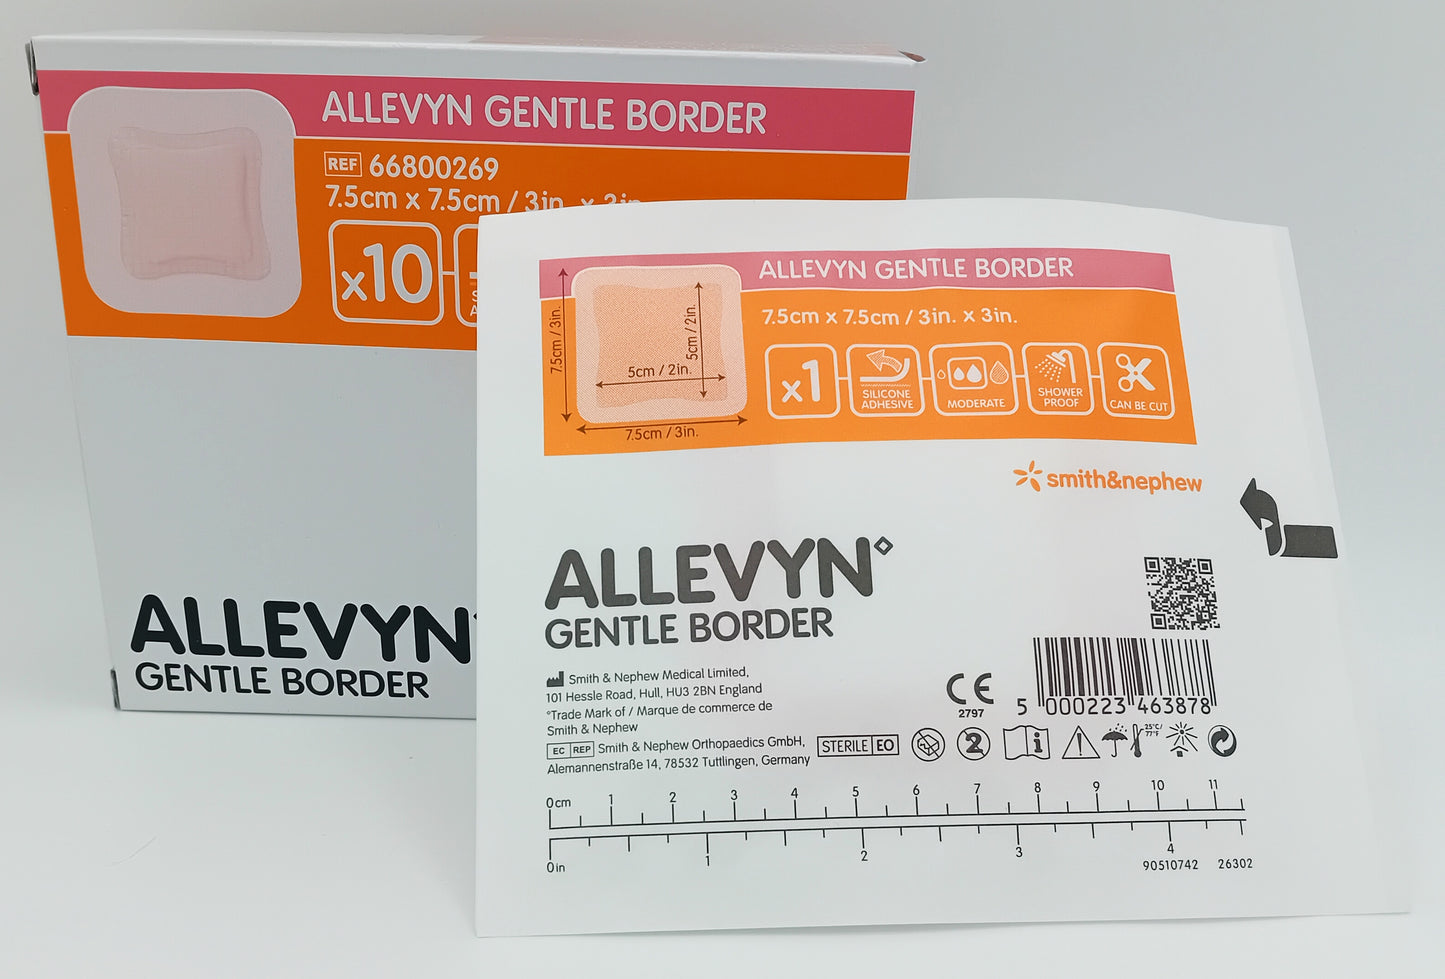 ALLEVYN GENTLE BORDER
REF 66800269
7.5cm x 7.5cm / 3in. x 3in.
x10
ALLEVYN
GENTLE BORDER
ALLEVYN GENTLE BORDER
7.5cm x 7.5cm / 3in. x 3in.
7.5cm / 3in.
5cm / 2in.
5cm / 2in.
7.5cm / 3in.
x1
SILICONE
ADHESIVE
MODERATE
SHOWER
PROOF
CAN BE CUT
smith&nephew
ALLEVYN◊
GENTLE BORDER
Smith & Nephew Medical Limited,
101 Hessle Road, Hull, HU3 2BN England
◊Trade Mark of / Marque de commerce de
Smith & Nephew
EC REP Smith & Nephew Orthopaedics GmbH,
Alemannenstraße 14, 78532 Tuttlingen, Germany
CE
2797
5 000223 463878
STERILE EO
2
i
25°C/
77°F
0cm 1 2 3 4 5 6 7 8 9 10 11
0in 1 2 3 4
90510742 26302